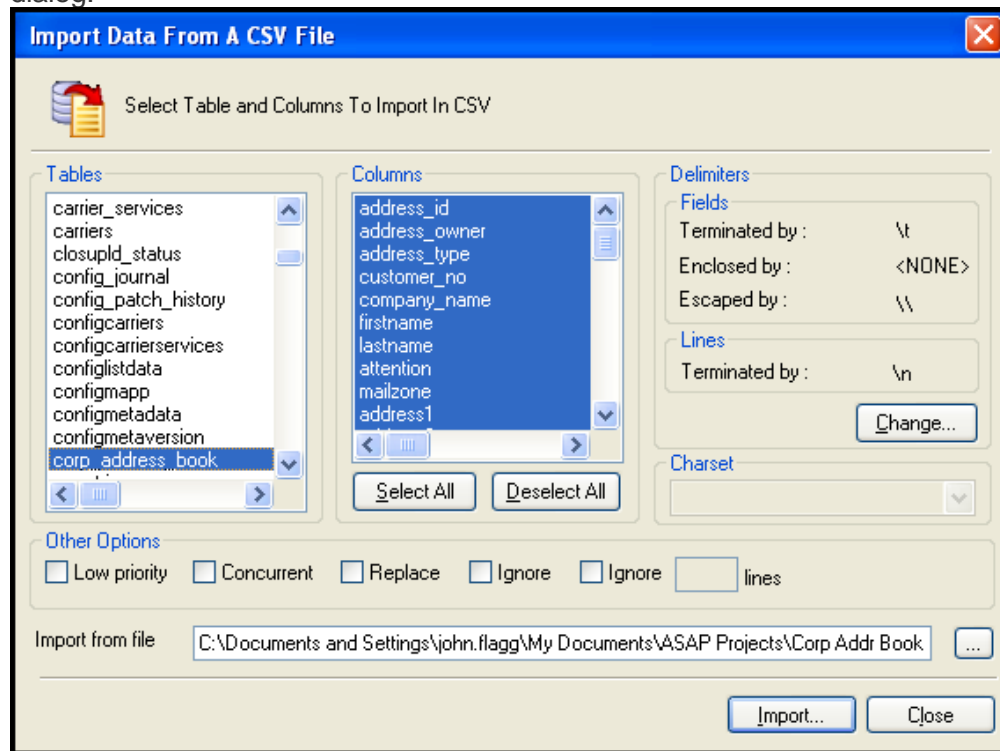 dialog.
Import Data From A CSV File
Select Table and Columns To Import In CSV
Tables
carrier_services
carriers
closupld_status
config_journal
config_patch_history
configcarriers
configcarrierservices
configlistdata
configmapp
configmetadata
configmetaversion
corp_address_book
Columns
address_id
address_owner
address_type
customer_no
company_name
firstname
lastname
attention
mailzone
address1
Select All
Deselect All
Delimiters
Fields
Terminated by : \t
Enclosed by : <NONE>
Escaped by : \\
Lines
Terminated by : \n
Change...
Charset
Other Options
Low priority Concurrent Replace Ignore Ignore lines
Import from file C:\Documents and Settings\john.flagg\My Documents\ASAP Projects\Corp Addr Book ...
Import... Close